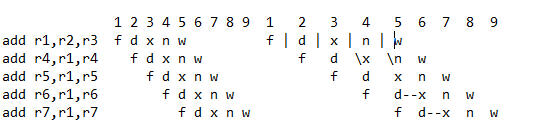 1 2 3 4 5 6 7 8 9 1 2 3 4 5 6 7 8 9
add r1,r2,r3 f d x n w f | d | x | n | w
add r4,r1,r4 f d x n w f d \x \n w
add r5,r1,r5 f d x n w f d x n w
add r6,r1,r6 f d x n w f d--x n w
add r7,r1,r7 f d x n w f d--x n w